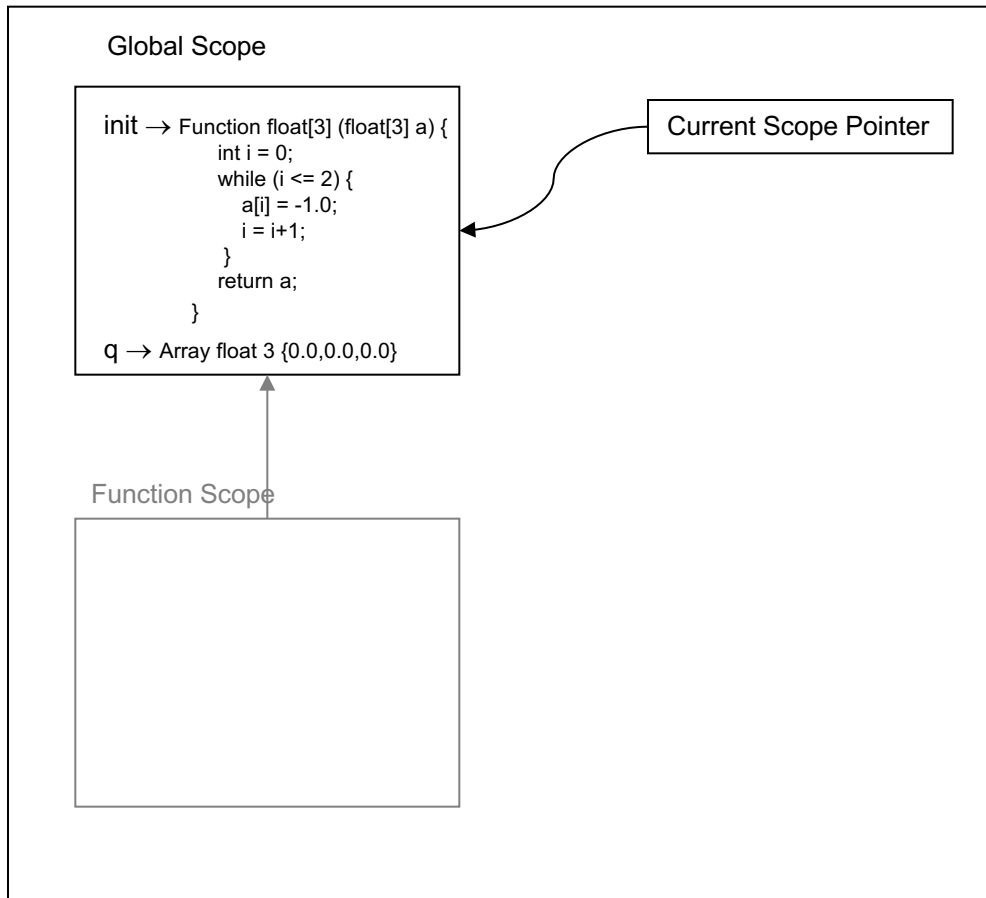 Global Scope
init → Function float[3] (float[3] a) {
int i = 0;
while (i <= 2) {
a[i] = -1.0;
i = i+1;
}
return a;
}
q → Array float 3 {0.0,0.0,0.0}
Current Scope Pointer
Function Scope